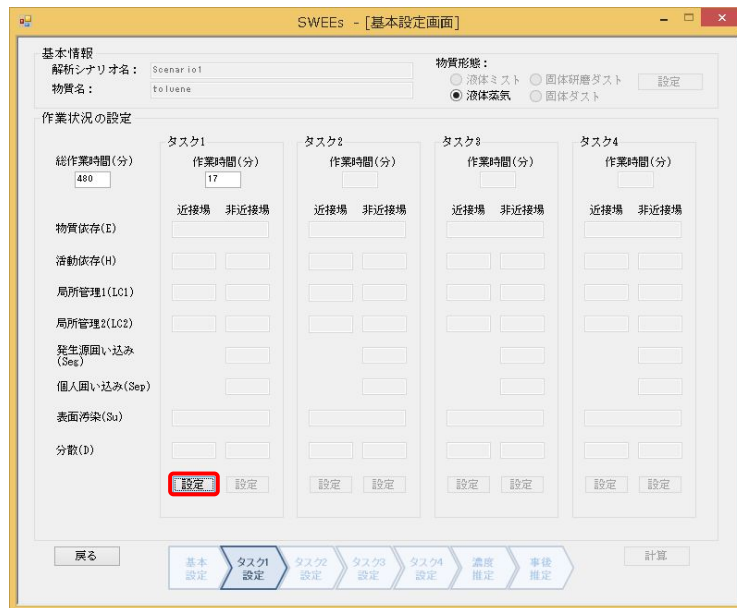 SWEEs - [基本設定画面]
基本情報
解析シナリオ名： Scenario1
物質名： toluene
物質形態：
液体ミスト 固体研磨ダスト
液体蒸気 固体ダスト
設定
作業状況の設定
タスク1 タスク2 タスク3 タスク4
総作業時間(分) 作業時間(分) 作業時間(分) 作業時間(分) 作業時間(分)
480 17
近接場 非近接場 近接場 非近接場 近接場 非近接場 近接場 非近接場
物質依存(E)
活動依存(H)
局所管理1(LC1)
局所管理2(LC2)
発生源囲い込み
(Seg)
個人囲い込み(Sep)
表面汚染(Su)
分散(D)
設定 設定 設定 設定 設定 設定 設定 設定
戻る
基本
設定
タスク1
設定
タスク2
設定
タスク3
設定
タスク4
設定
濃度
推定
事後
推定
計算